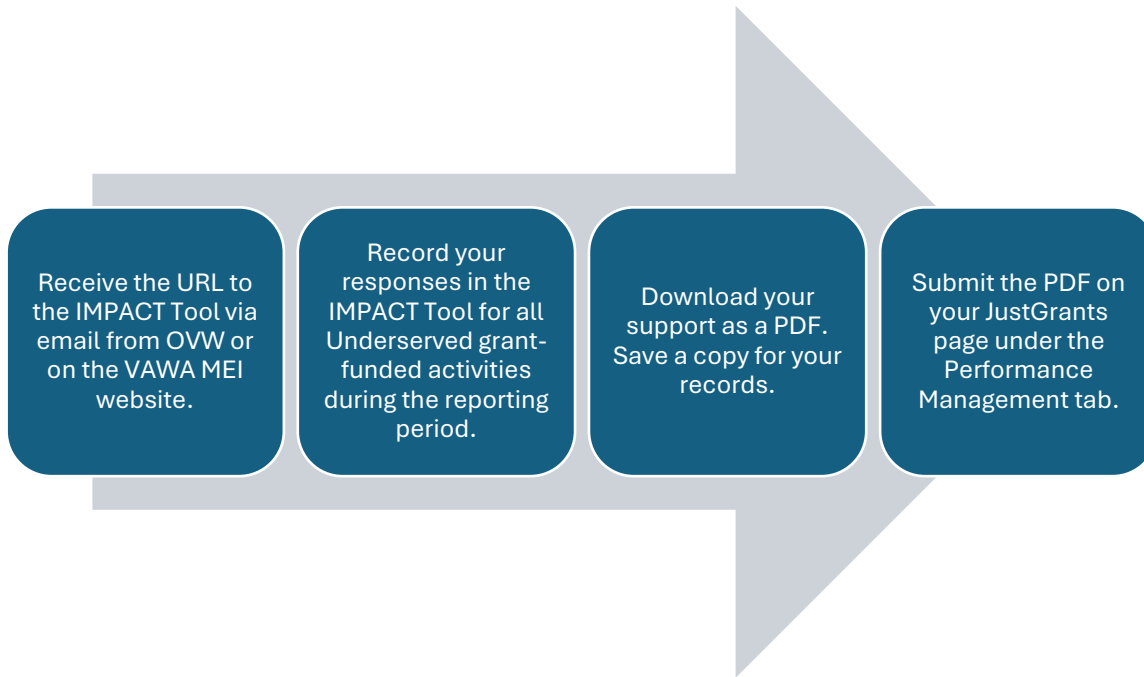 Receive the URL to
the IMPACT Tool via
email from OVW or
on the VAWA MEI
website.
Record your
responses in the
IMPACT Tool for all
Underserved grant-
funded activities
during the reporting
period.
Download your
support as a PDF.
Save a copy for your
records.
Submit the PDF on
your JustGrants
page under the
Performance
Management tab.